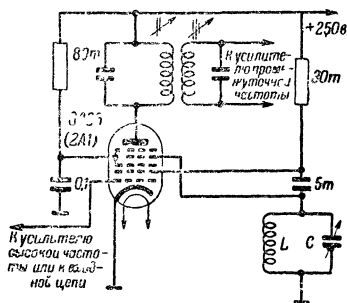 +250в
80т
К усилите-
лю проме-
жуточной
частоты
30т
(2А1)
0,1
5т
L C
К усилителю
высокой часто-
ты или к вход-
ной цепи